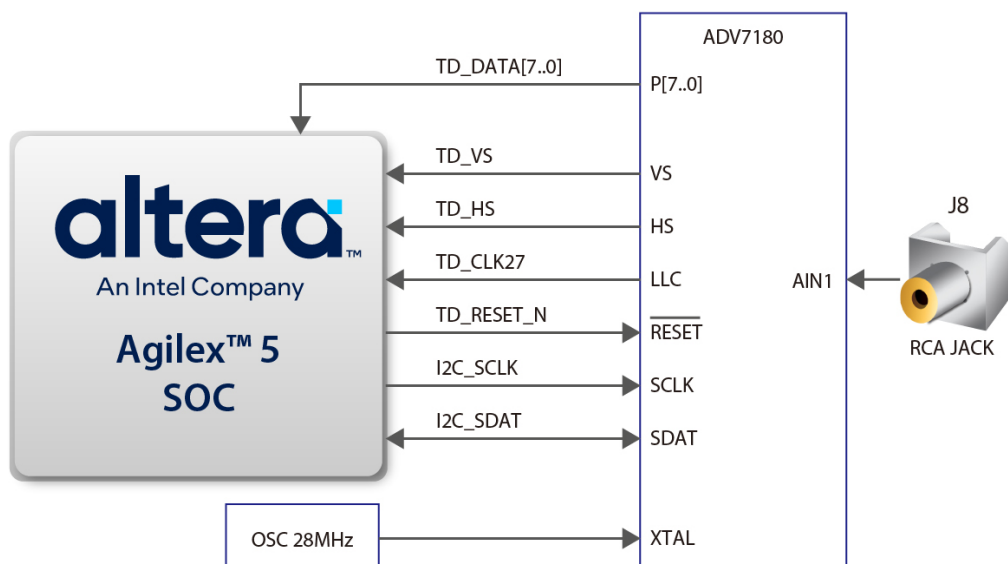 ADV7180
TD_DATA[7..0]
P[7..0]
TD_VS
VS
TD_HS
HS
TD_CLK27
LLC
TD_RESET_N
RESET
I2C_SCLK
SCLK
I2C_SDAT
SDAT
OSC 28MHz
XTAL
altera™
An Intel Company
Agilex™ 5
SOC
J8
AIN1
RCA JACK